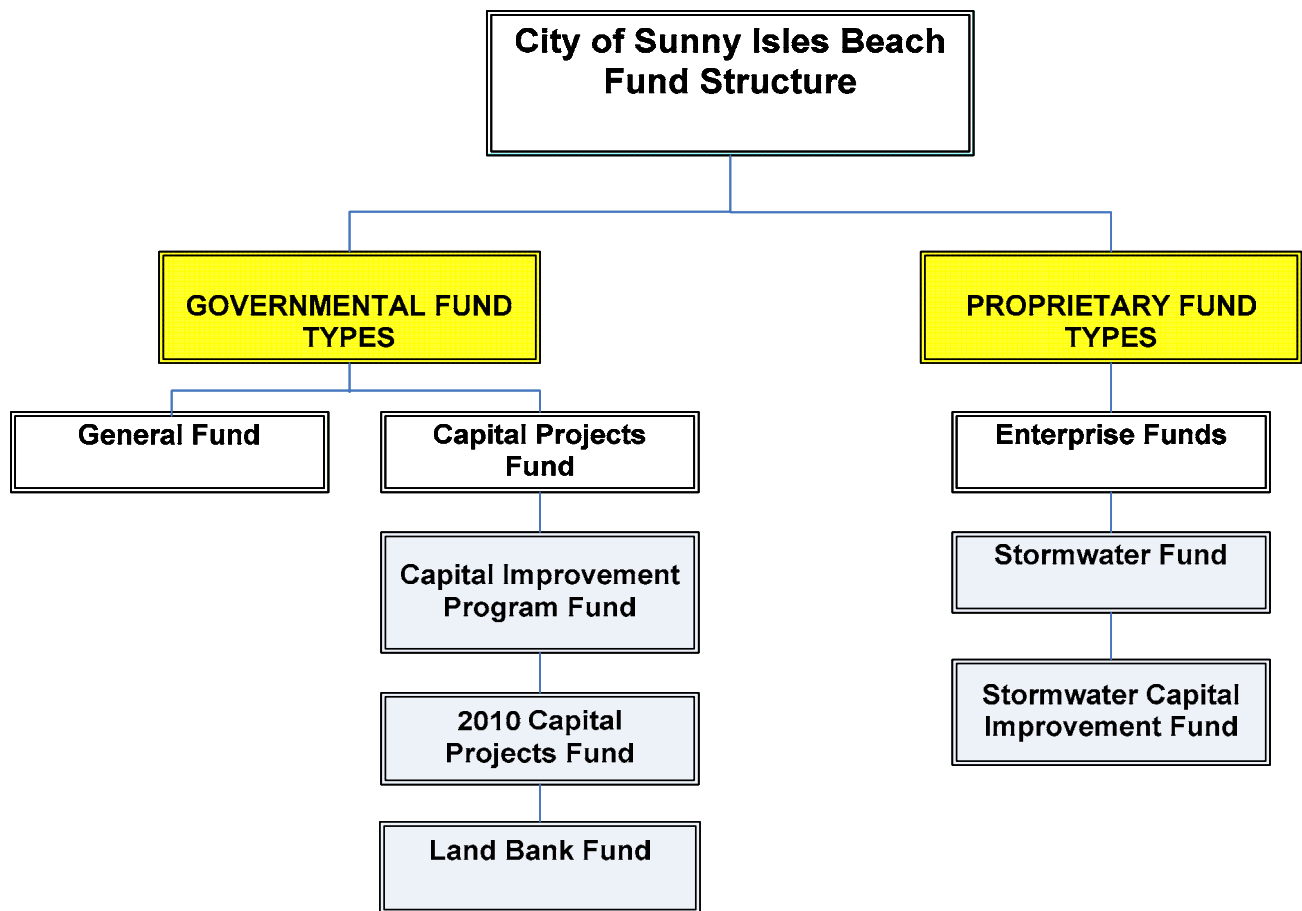 City of Sunny Isles Beach
Fund Structure
GOVERNMENTAL FUND
TYPES
PROPRIETARY FUND
TYPES
General Fund
Capital Projects
Fund
Enterprise Funds
Capital Improvement
Program Fund
Stormwater Fund
2010 Capital
Projects Fund
Stormwater Capital
Improvement Fund
Land Bank Fund